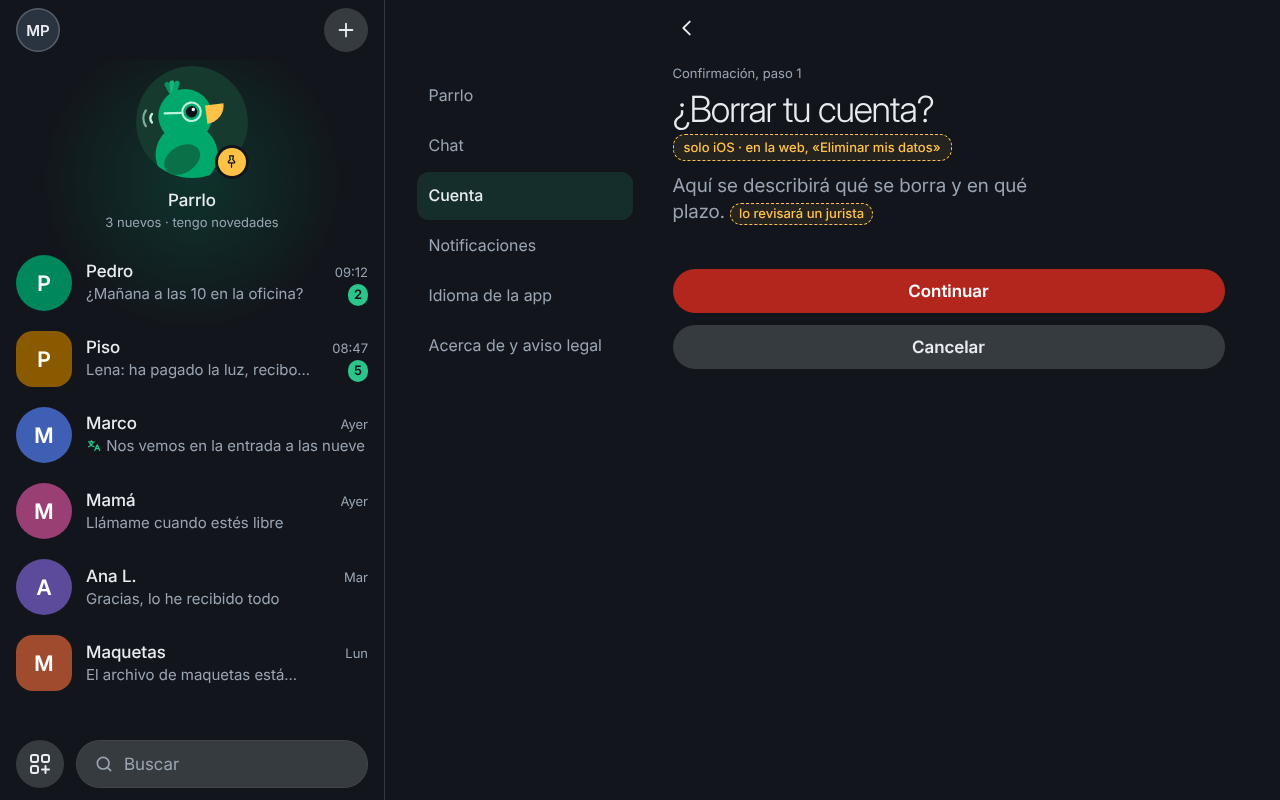 MP
Parrlo
3 nuevos · tengo novedades
P
Pedro
09:12
¿Mañana a las 10 en la oficina?
2
P
Piso
08:47
Lena: ha pagado la luz, recibo...
5
M
Marco
Ayer
Nos vemos en la entrada a las nueve
M
Mamá
Ayer
Llámame cuando estés libre
A
Ana L.
Mar
Gracias, lo he recibido todo
M
Maquetas
Lun
El archivo de maquetas está...
Buscar
Parrlo
Chat
Cuenta
Notificaciones
Idioma de la app
Acerca de y aviso legal
Confirmación, paso 1
¿Borrar tu cuenta?
solo iOS · en la web, «Eliminar mis datos»
Aquí se describirá qué se borra y en qué
plazo. lo revisará un jurista
Continuar
Cancelar